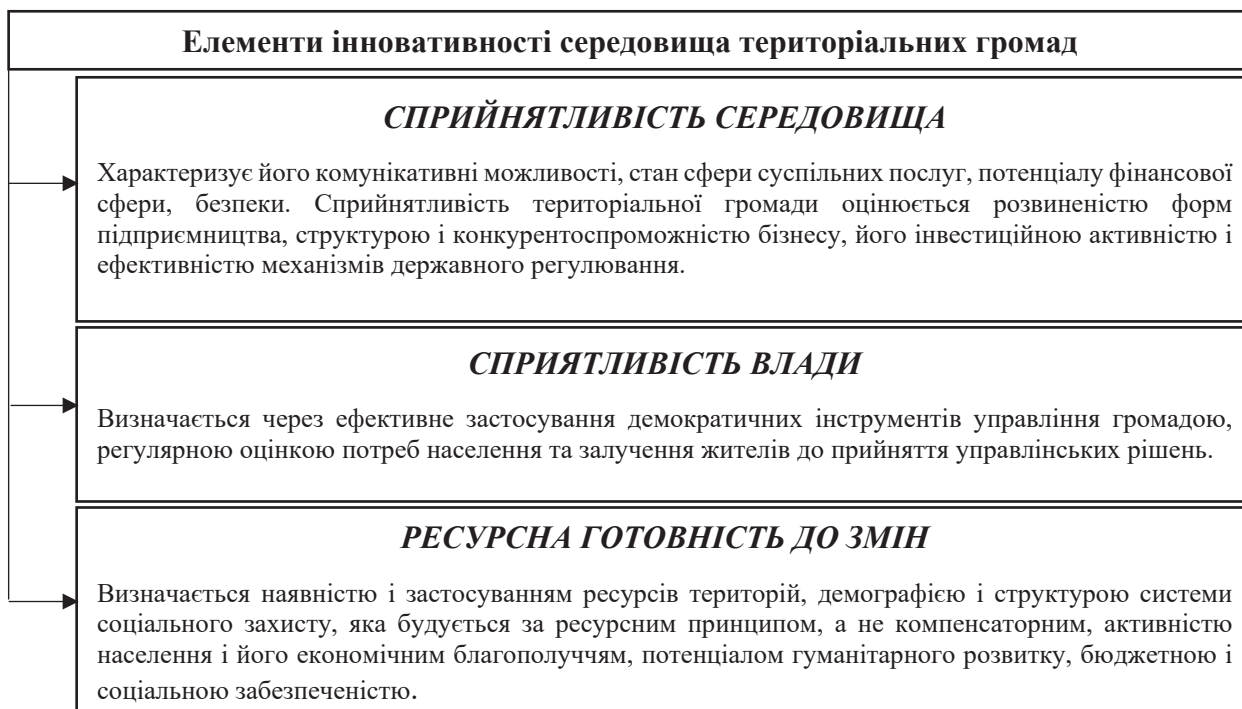 Елементи інновативності середовища територіальних громад
СПРИЙНЯТЛИВІСТЬ СЕРЕДОВИЩА
Характеризує його комунікативні можливості, стан сфери суспільних послуг, потенціалу фінансової
сфери, безпеки. Сприйнятливість територіальної громади оцінюється розвиненістю форм
підприємництва, структурою і конкурентоспроможністю бізнесу, його інвестиційною активністю і
ефективністю механізмів державного регулювання.
СПРИЯТЛИВІСТЬ ВЛАДИ
Визначається через ефективне застосування демократичних інструментів управління громадою,
регулярною оцінкою потреб населення та залучення жителів до прийняття управлінських рішень.
РЕСУРСНА ГОТОВНІСТЬ ДО ЗМІН
Визначається наявністю і застосуванням ресурсів територій, демографією і структурою системи
соціального захисту, яка будується за ресурсним принципом, а не компенсаторним, активністю
населення і його економічним благополуччям, потенціалом гуманітарного розвитку, бюджетною і
соціальною забезпеченістю.